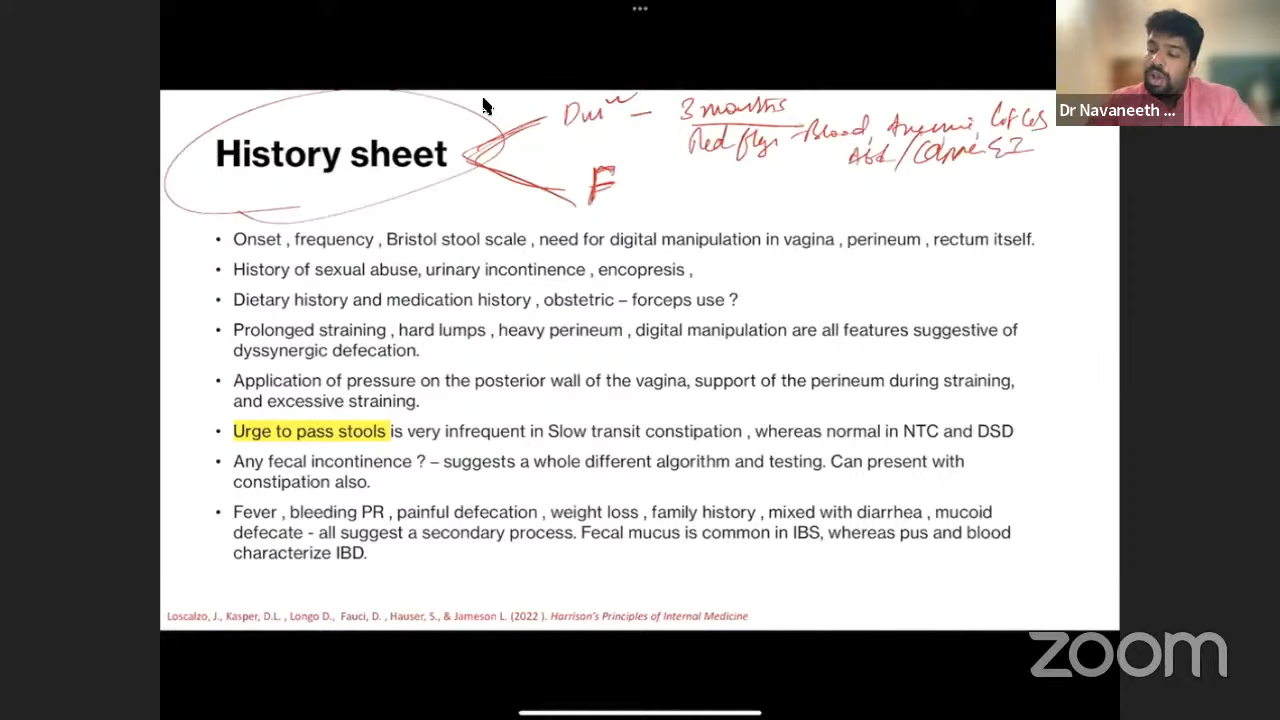 Dr Navaneeth ...
3 months
Blood,
History sheet
F
• Onset , frequency , Bristol stool scale , need for digital manipulation in vagina , perineum , rectum itself.
• History of sexual abuse, urinary incontinence , encopresis ,
• Dietary history and medication history , obstetric – forceps use ?
• Prolonged straining , hard lumps , heavy perineum , digital manipulation are all features suggestive of
dyssynergic defecation.
• Application of pressure on the posterior wall of the vagina, support of the perineum during straining,
and excessive straining.
• Urge to pass stools is very infrequent in Slow transit constipation , whereas normal in NTC and DSD
• Any fecal incontinence ? – suggests a whole different algorithm and testing. Can present with
constipation also.
• Fever , bleeding PR , painful defecation , weight loss , family history , mixed with diarrhea , mucoid
defecate - all suggest a secondary process. Fecal mucus is common in IBS, whereas pus and blood
characterize IBD.
Loscalzo, J., Kasper, D.L. , Longo D., Fauci, D. , Hauser, S., & Jameson L. (2022 ). Harrison's Principles of Internal Medicine
zoom